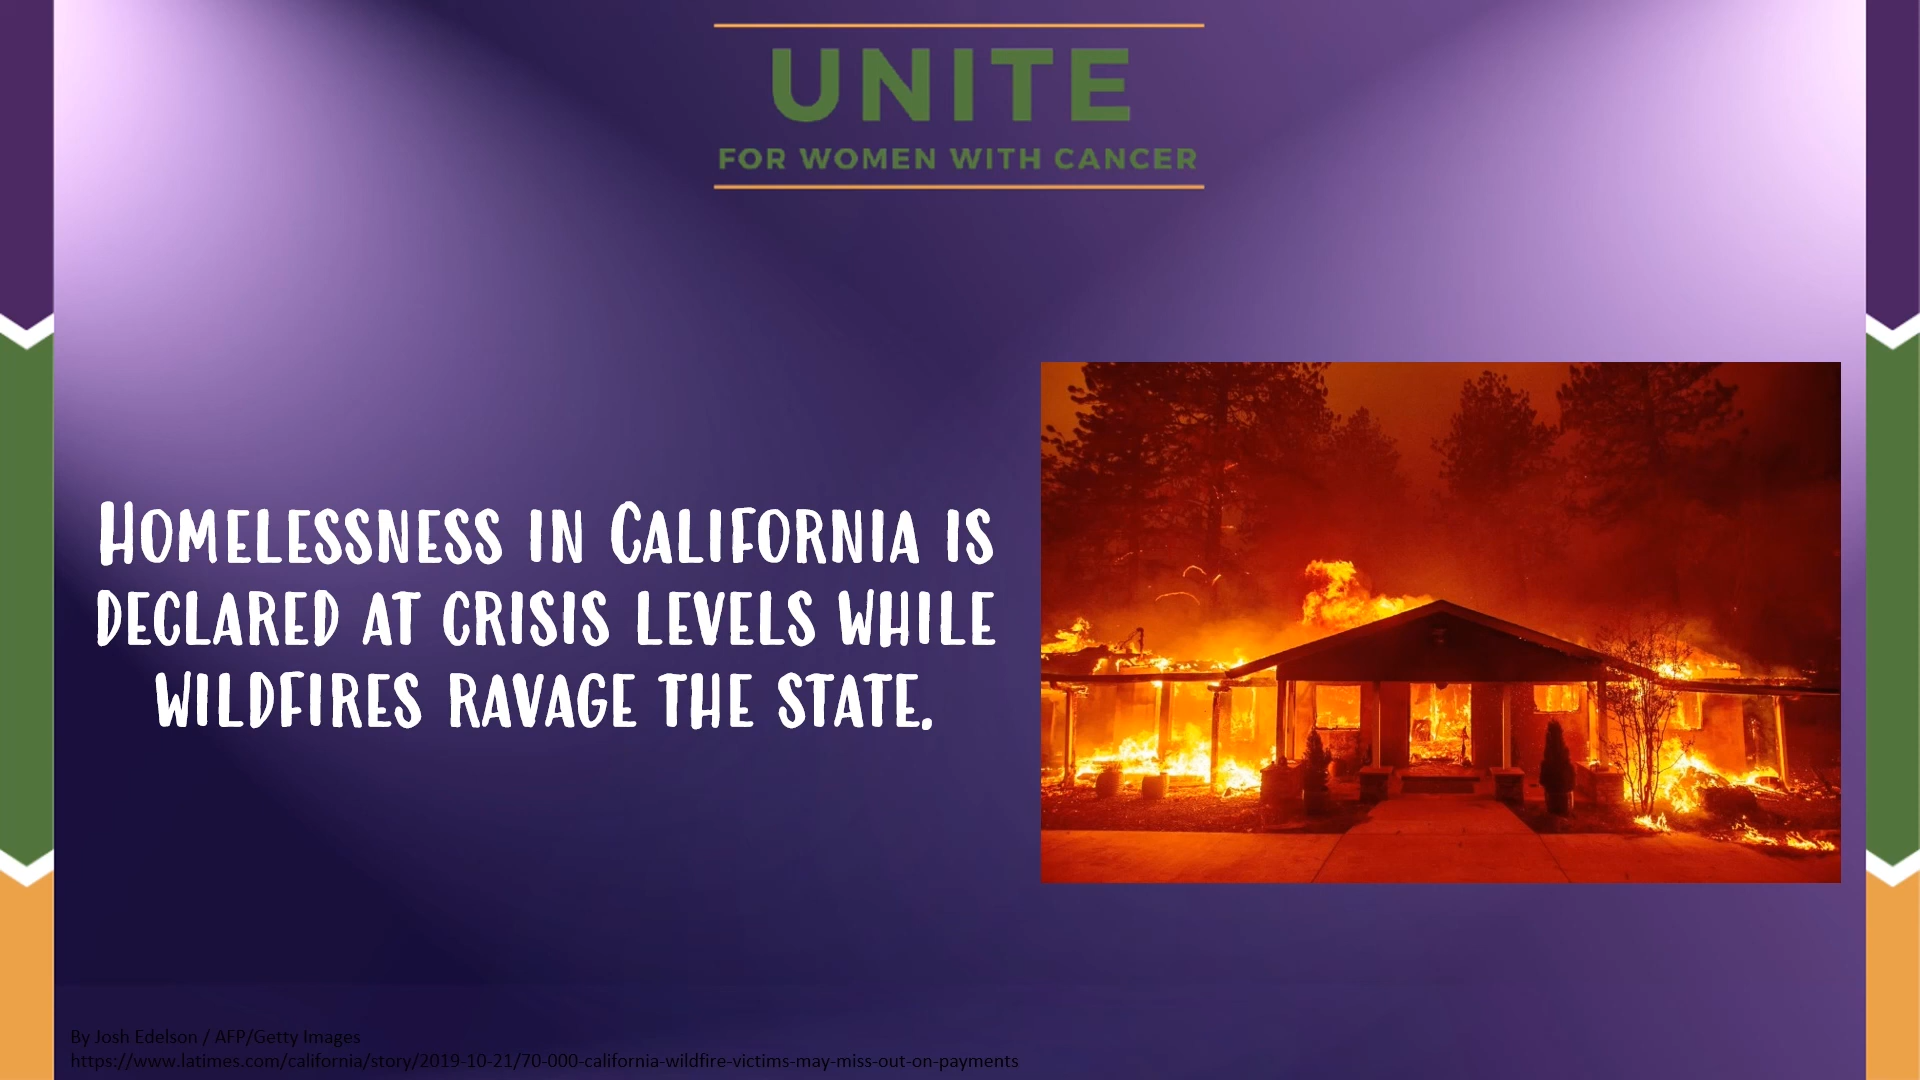 UNITE
FOR WOMEN WITH CANCER
Homelessness in California is
declared at crisis levels while
wildfires ravage the state.
By Josh Edelson / AFP/Getty Images
https://www.latimes.com/california/story/2019-10-21/70-000-california-wildfire-victims-may-miss-out-on-payments